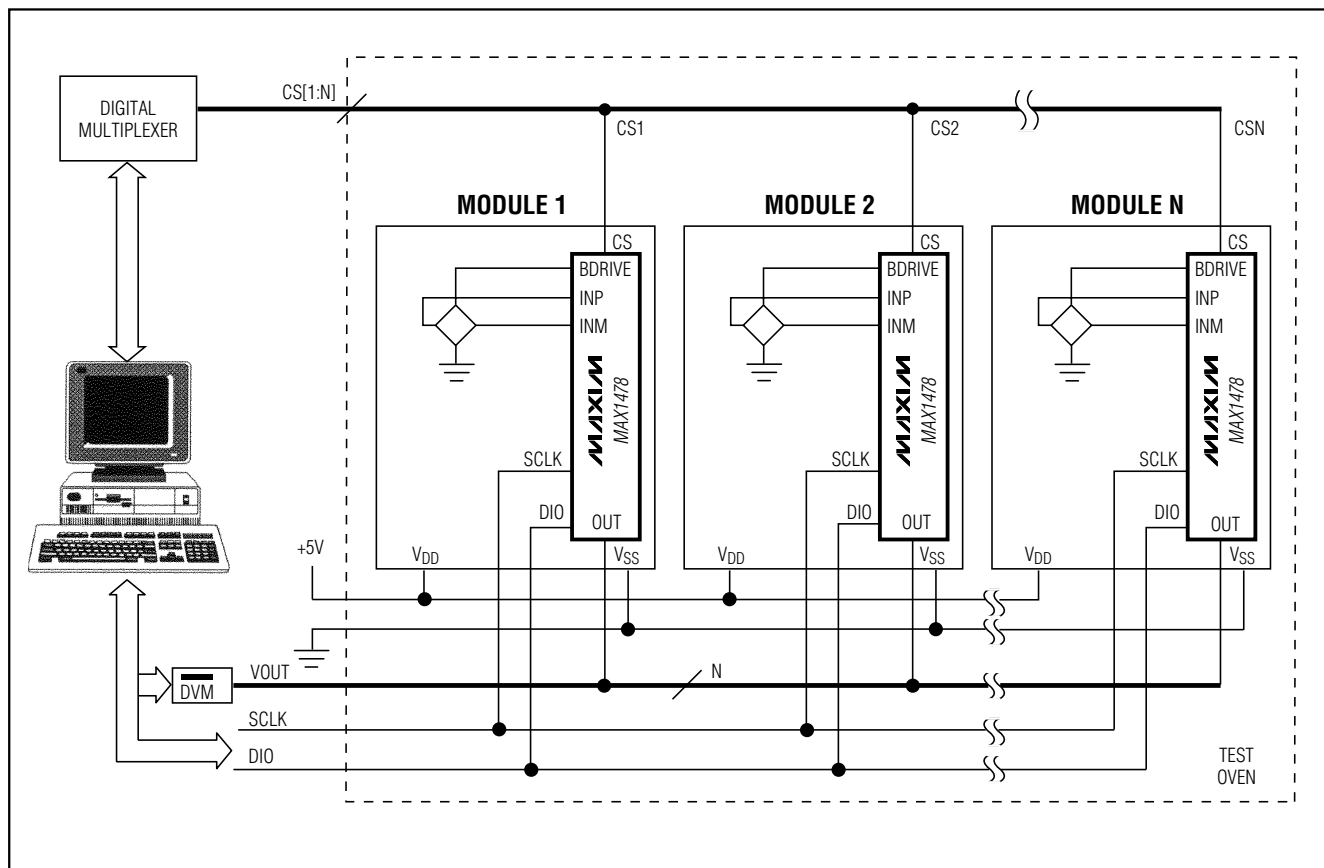 DIGITAL
MULTIPLEXER
CS[1:N]
CS1
CS2
CSN
MODULE 1
MODULE 2
MODULE N
CS
BDRIVE
INP
INM
MAXIM
MAX1478
SCLK
DIO
OUT
VDD
VSS
CS
BDRIVE
INP
INM
MAXIM
MAX1478
SCLK
DIO
OUT
VDD
VSS
CS
BDRIVE
INP
INM
MAXIM
MAX1478
SCLK
DIO
OUT
VDD
VSS
+5V
DVM
VOUT
N
SCLK
DIO
TEST
OVEN